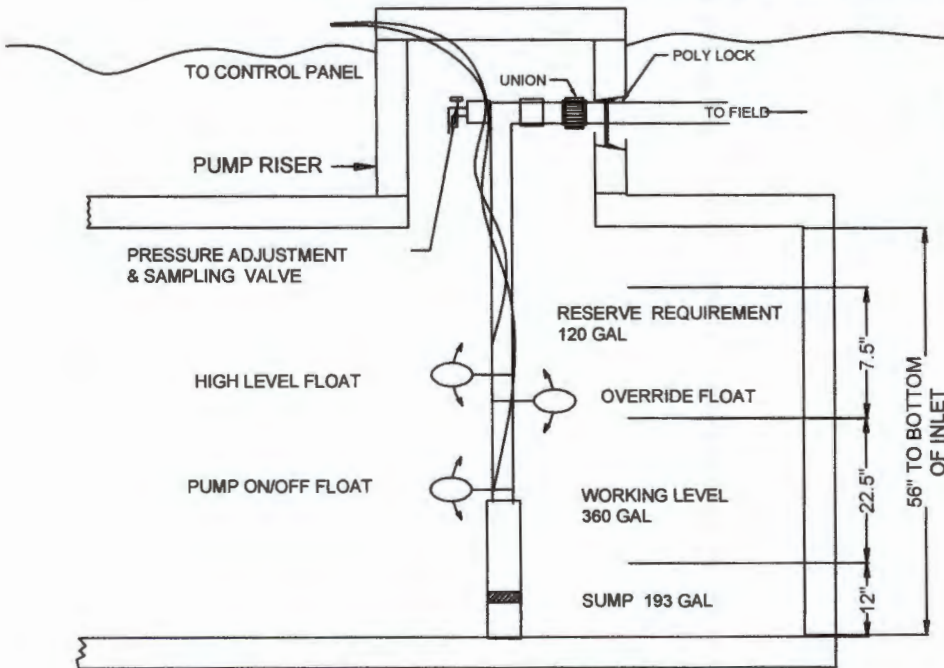 TO CONTROL PANEL
UNION
POLY LOCK
TO FIELD
PUMP RISER
PRESSURE ADJUSTMENT
& SAMPLING VALVE
RESERVE REQUIREMENT
120 GAL
7.5"
HIGH LEVEL FLOAT
OVERRIDE FLOAT
56" TO BOTTOM
OF INLET
PUMP ON/OFF FLOAT
WORKING LEVEL
360 GAL
22.5"
SUMP 193 GAL
12"